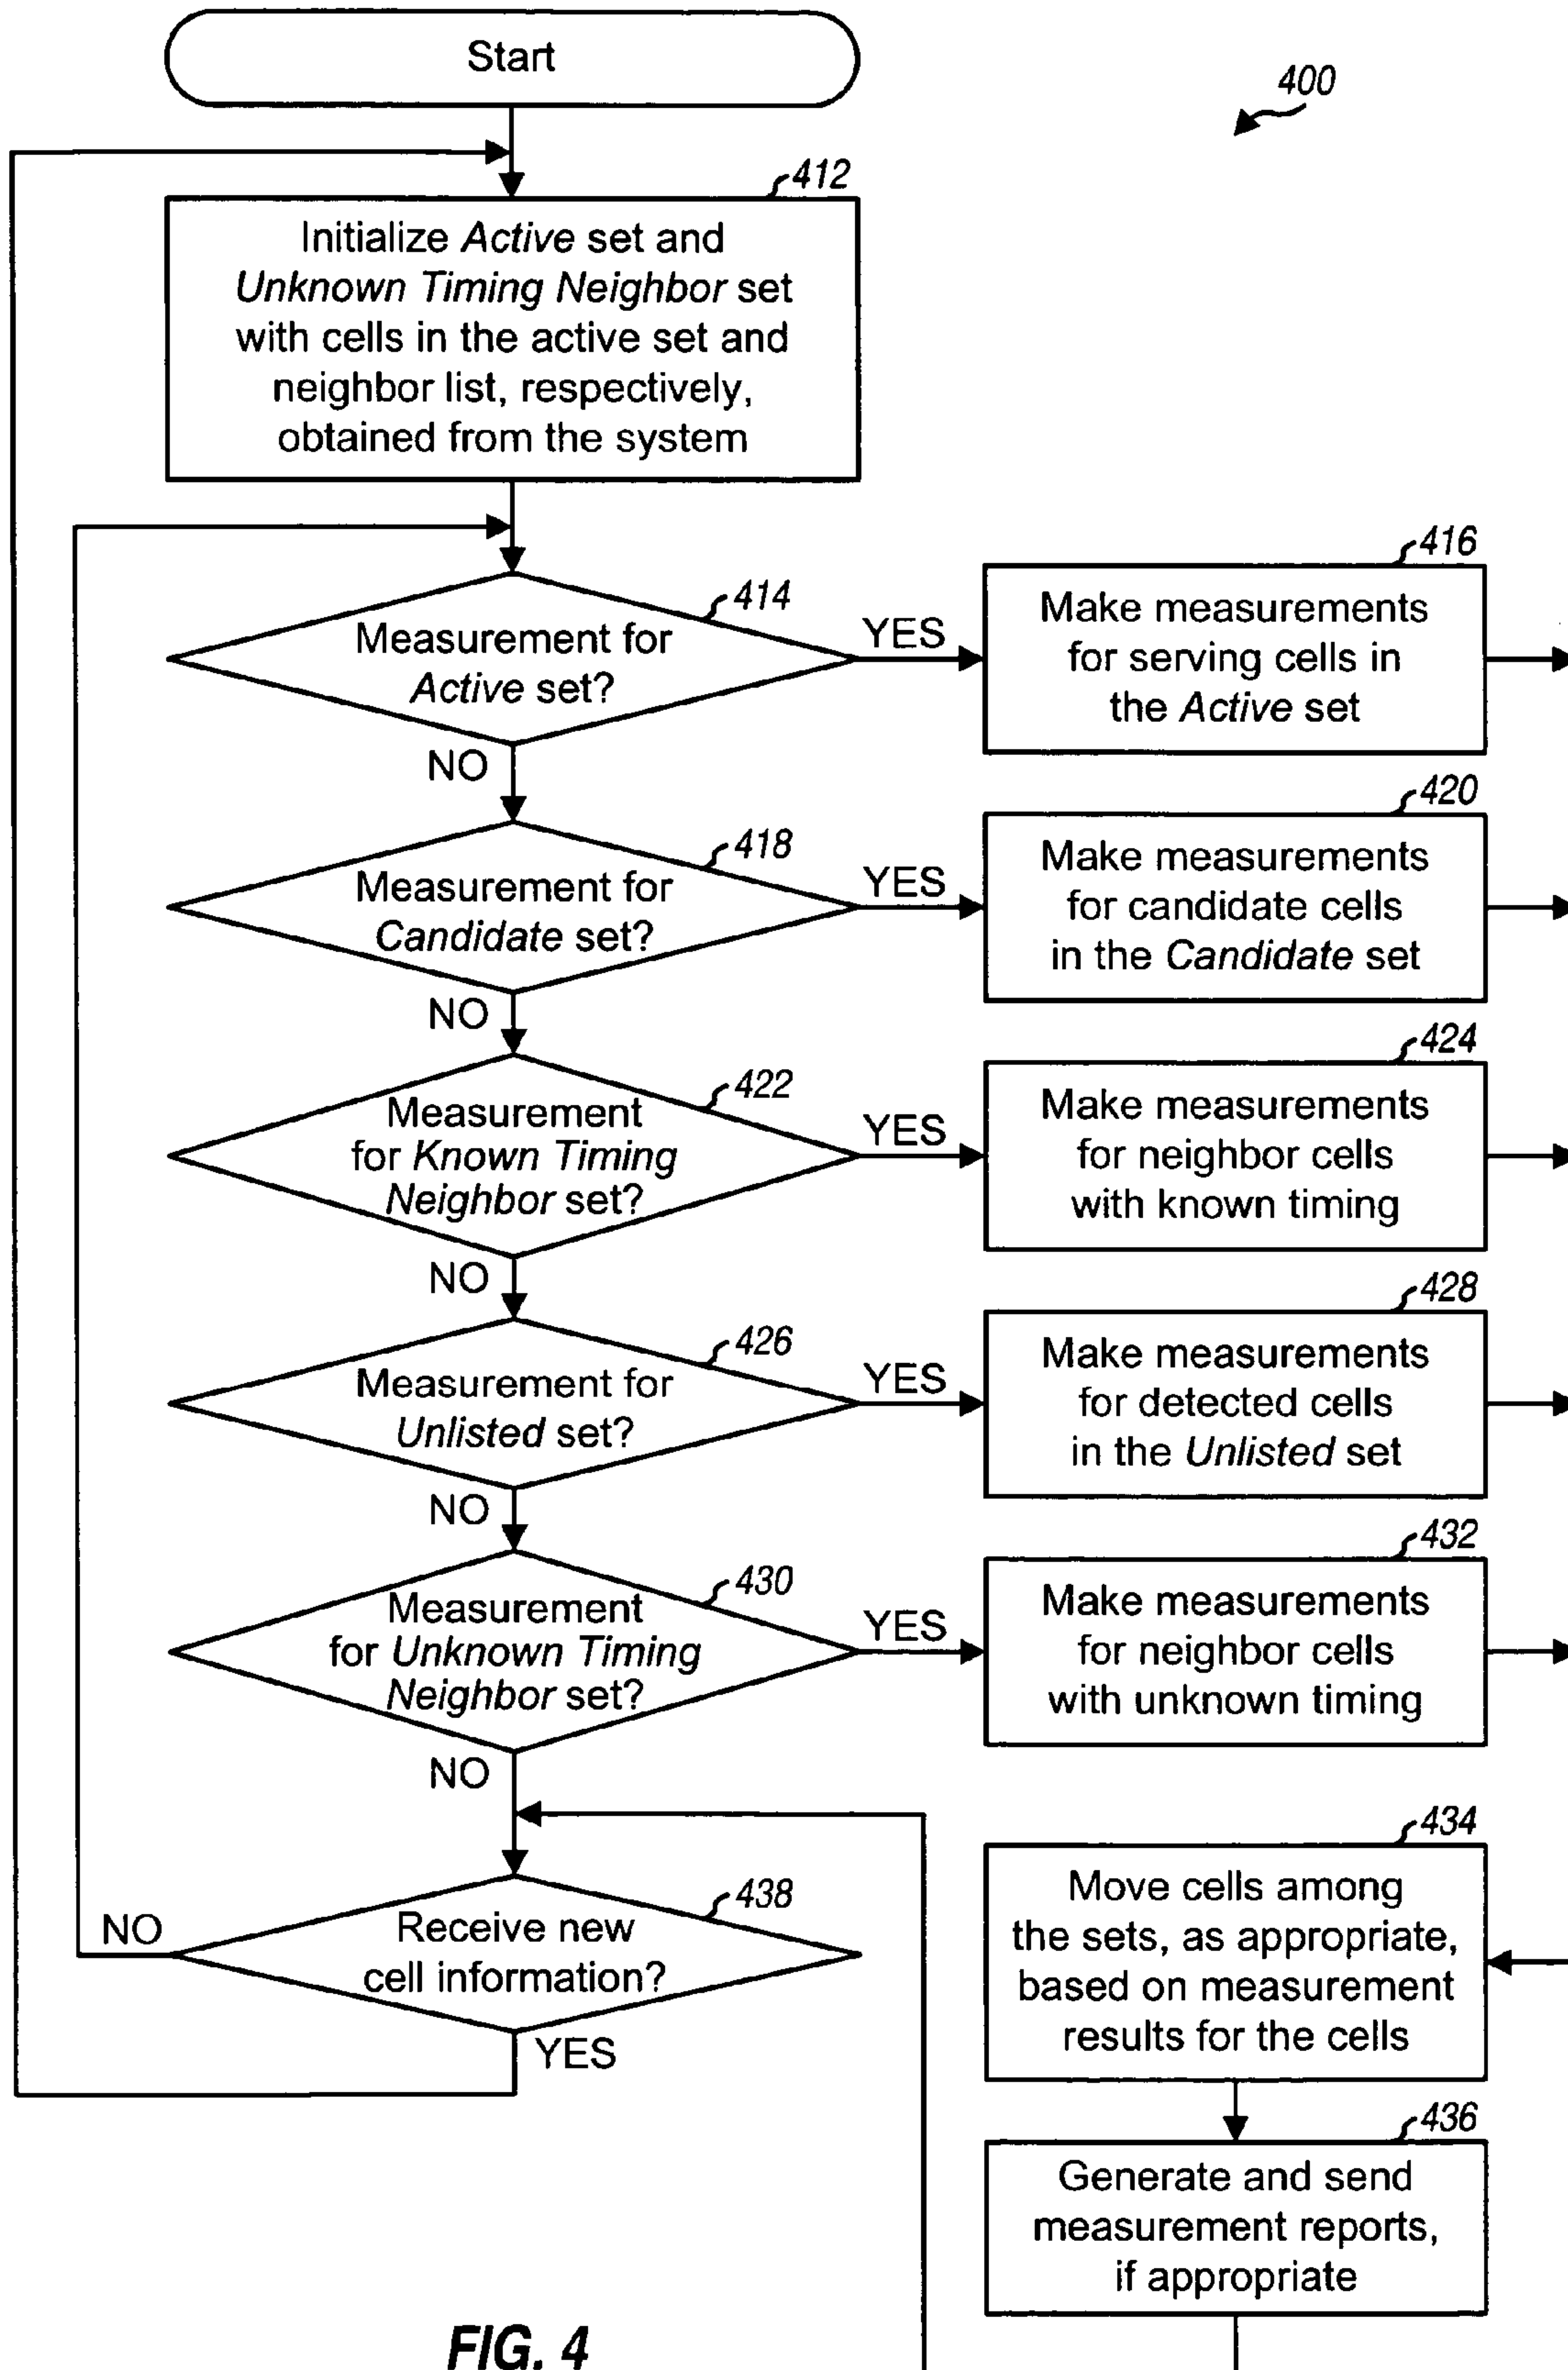 Start
400
412
Initialize Active set and
Unknown Timing Neighbor set
with cells in the active set and
neighbor list, respectively,
obtained from the system
414
Measurement for
Active set?
YES
NO
416
Make measurements
for serving cells in
the Active set
418
Measurement for
Candidate set?
YES
NO
420
Make measurements
for candidate cells
in the Candidate set
422
Measurement
for Known Timing
Neighbor set?
YES
NO
424
Make measurements
for neighbor cells
with known timing
426
Measurement for
Unlisted set?
YES
NO
428
Make measurements
for detected cells
in the Unlisted set
430
Measurement
for Unknown Timing
Neighbor set?
YES
NO
432
Make measurements
for neighbor cells
with unknown timing
438
Receive new
cell information?
NO
YES
434
Move cells among
the sets, as appropriate,
based on measurement
results for the cells
436
Generate and send
measurement reports,
if appropriate
FIG. 4